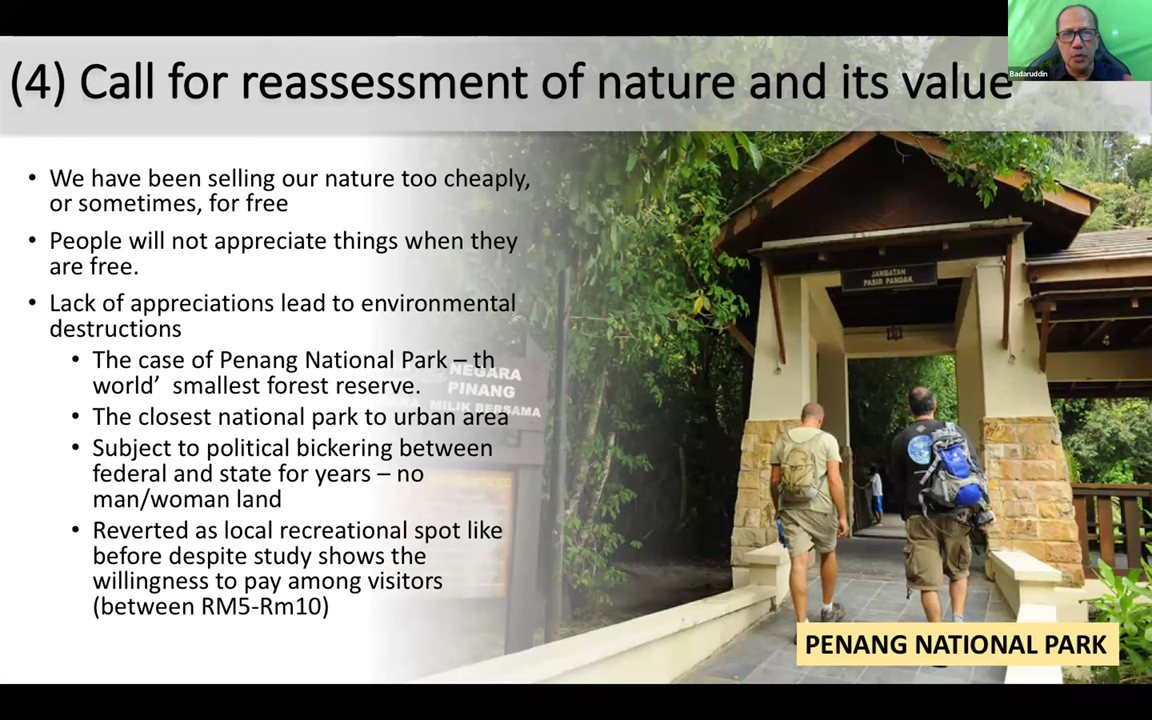 Badaruddin
(4) Call for reassessment of nature and its value
• We have been selling our nature too cheaply,
or sometimes, for free
• People will not appreciate things when they
are free.
• Lack of appreciations lead to environmental
destructions
• The case of Penang National Park – th
world’ smallest forest reserve.
• The closest national park to urban area
• Subject to political bickering between
federal and state for years – no
man/woman land
• Reverted as local recreational spot like
before despite study shows the
willingness to pay among visitors
(between RM5-Rm10)
NEGARA
PINANG
MILIK BERSAMA
JAMBATAN
PASIR PANDAK
PENANG NATIONAL PARK